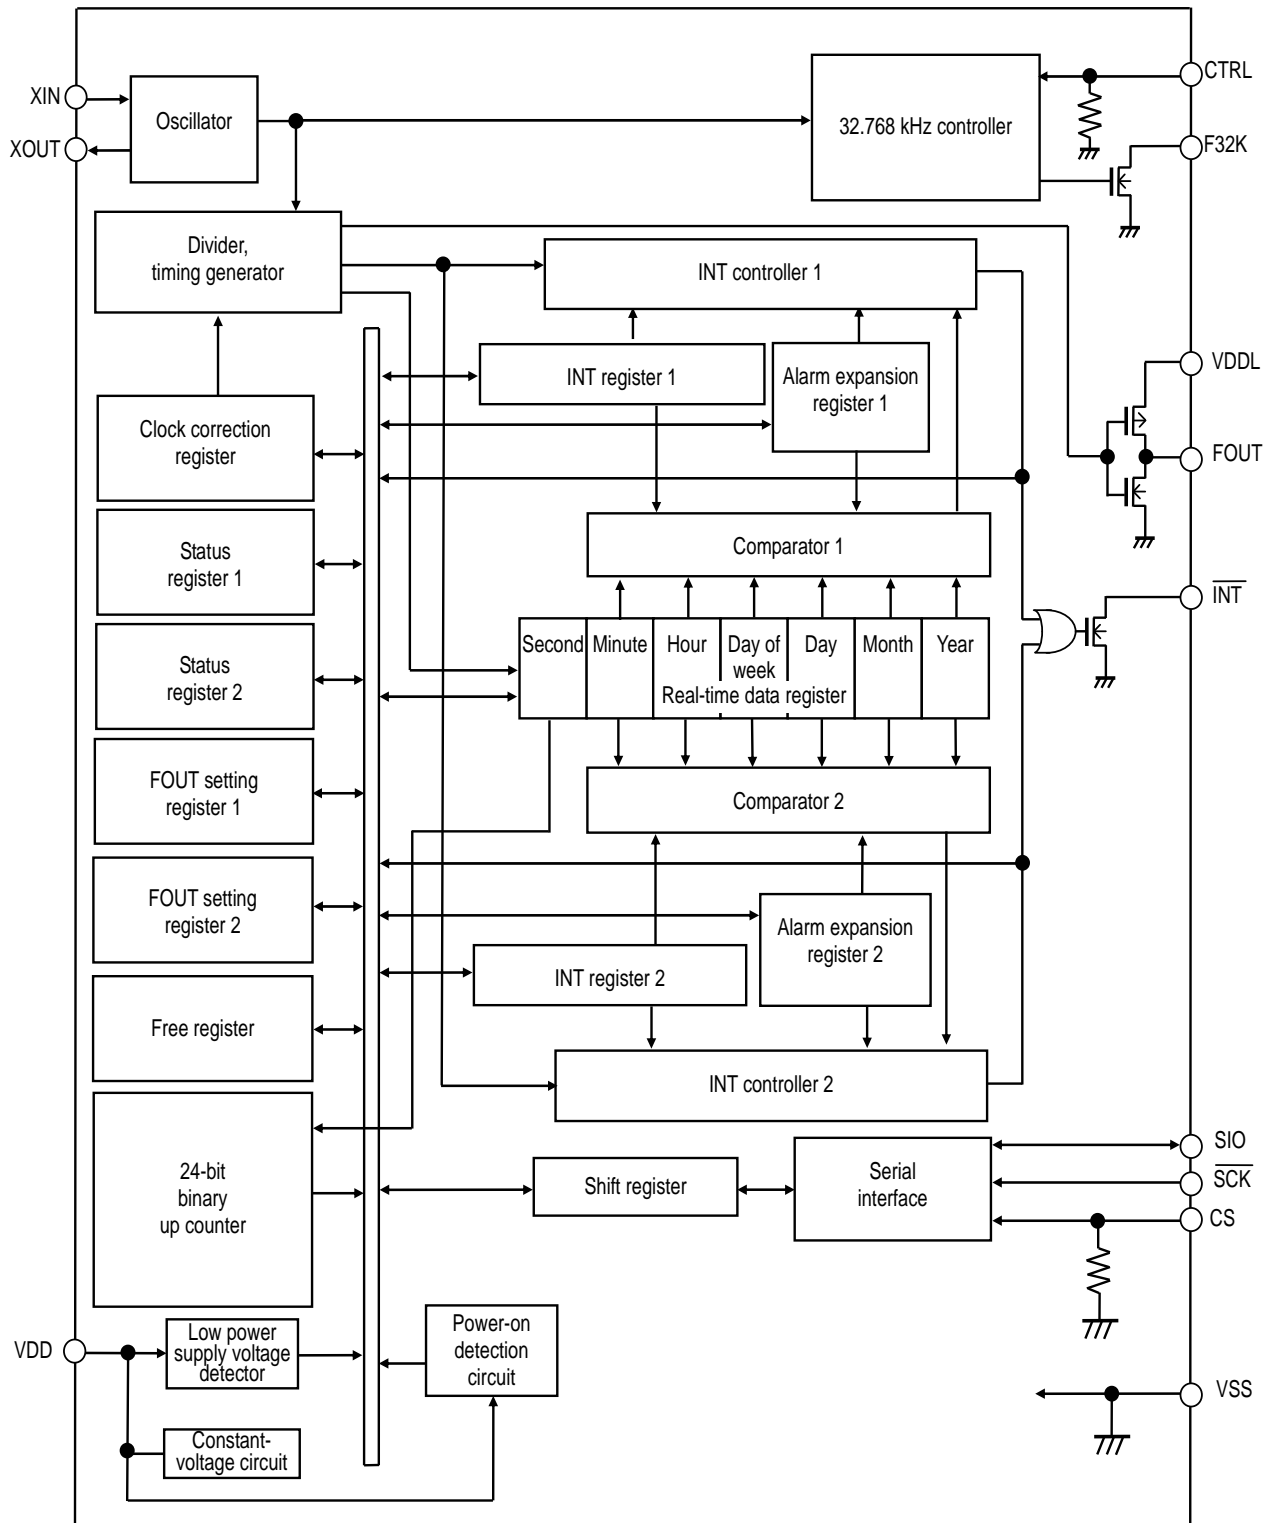 XIN
XOUT
Oscillator
32.768 kHz controller
CTRL
F32K
Divider,
timing generator
INT controller 1
INT register 1
Alarm expansion
register 1
VDDL
FOUT
Clock correction
register
Status
register 1
Comparator 1
INT
Second
Minute
Hour
Day of
week
Day
Month
Year
Real-time data register
Status
register 2
FOUT setting
register 1
Comparator 2
FOUT setting
register 2
Alarm expansion
register 2
INT register 2
Free register
INT controller 2
24-bit
binary
up counter
Shift register
Serial
interface
SIO
SCK
CS
VDD
Low power
supply voltage
detector
Power-on
detection
circuit
VSS
Constant-
voltage circuit